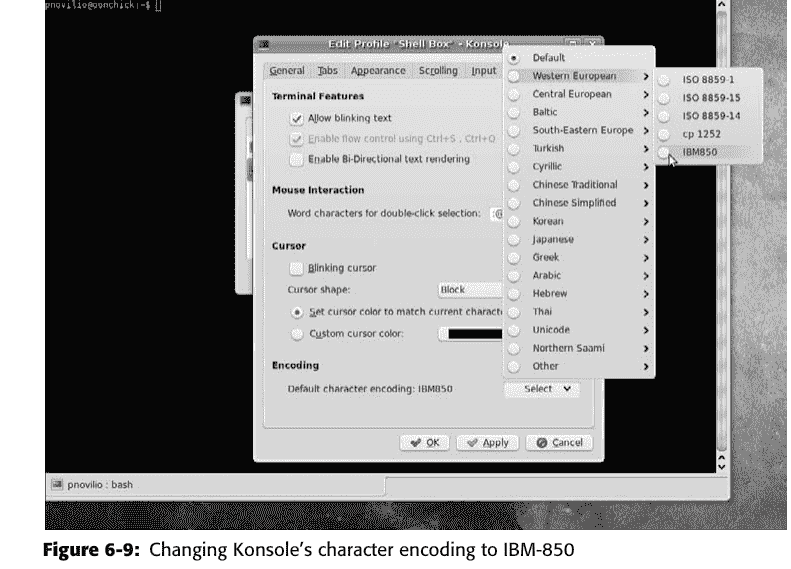 pnovilio@gonchick:~$
Edit Profile "Shell Box" - Konsole
General Tabs Appearance Scrolling Input
Terminal Features
Allow blinking text
Enable flow control using Ctrl+S , Ctrl+Q
Enable Bi-Directional text rendering
Mouse Interaction
Word characters for double-click selection: :@
Cursor
Blinking cursor
Cursor shape: Block
Set cursor color to match current charact
Custom cursor color:
Encoding
Default character encoding: IBM850 Select
OK Apply Cancel
Default
Western European
Central European
Baltic
South-Eastern Europe
Turkish
Cyrillic
Chinese Traditional
Chinese Simplified
Korean
Japanese
Greek
Arabic
Hebrew
Thai
Unicode
Northern Saami
Other
ISO 8859-1
ISO 8859-15
ISO 8859-14
cp 1252
IBM850
pnovilio : bash
Figure 6-9: Changing Konsole's character encoding to IBM-850